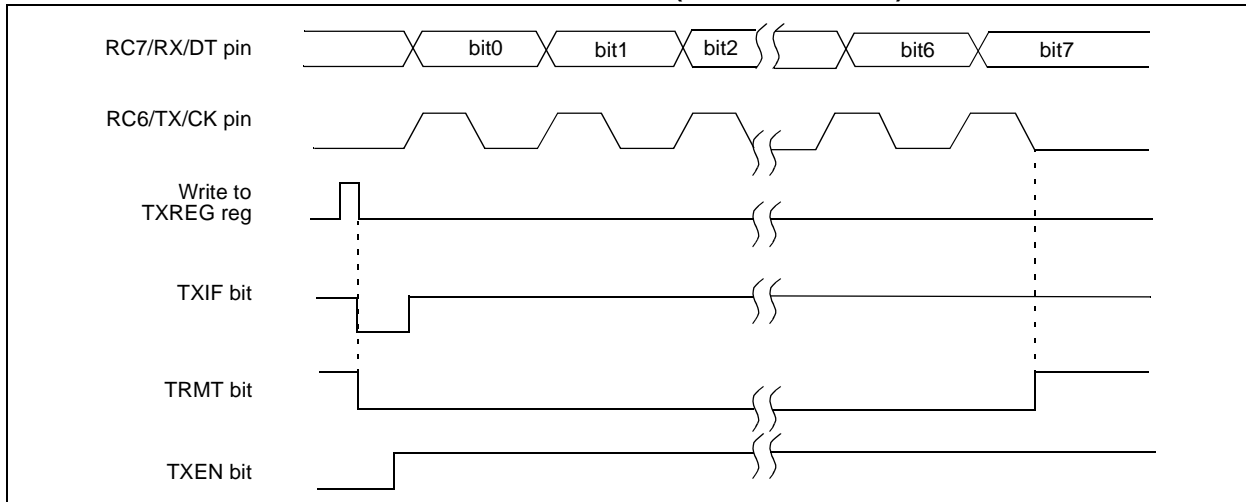 RC7/RX/DT pin
bit0 bit1 bit2 bit6 bit7
RC6/TX/CK pin
Write to
TXREG reg
TXIF bit
TRMT bit
TXEN bit